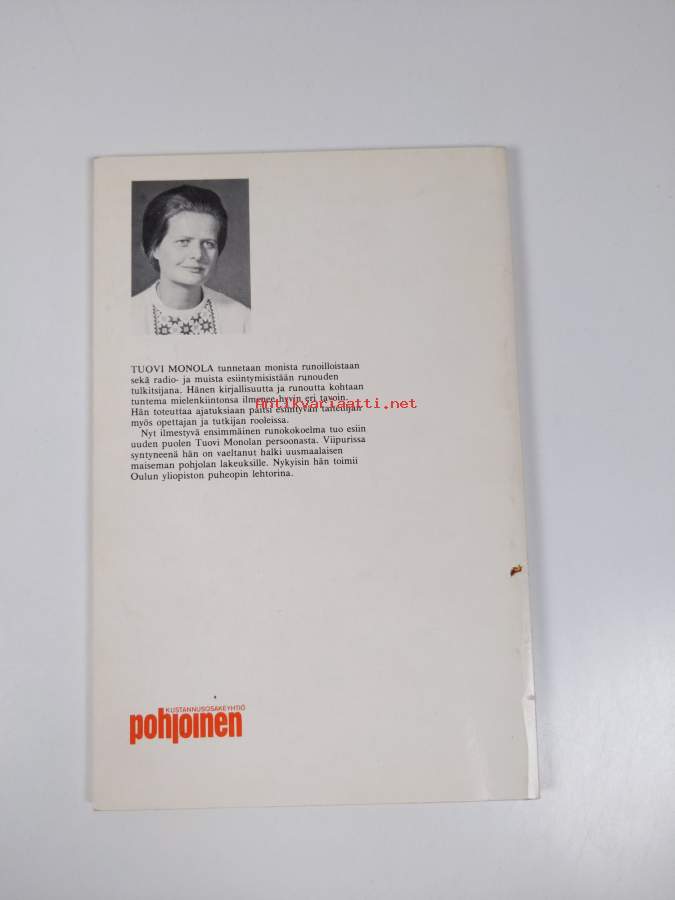 TUOVI MONOLA tunnetaan monista runoilloistaan
sekä radio- ja muista esiintymisistään runouden
tulkitsijana. Hänen kirjallisuutta ja runoutta kohtaan
tuntema mielenkiintonsa ilmenee hyvin eri tavoin.
Hän toteuttaa ajatuksiaan paitsi esiintyvän taiteilijan
myös opettajan ja tutkijan rooleissa.
Nyt ilmestyvä ensimmäinen runokokoelma tuo esiin
uuden puolen Tuovi Monolan persoonasta. Viipurissa
syntyneenä hän on vaeltanut halki uusmaalaisen
maiseman pohjolan lakeuksille. Nykyisin hän toimii
Oulun yliopiston puheopin lehtorina.
Antikvariaatti.net
KUSTANNUSOSAKEYHTIÖ
pohjoinen